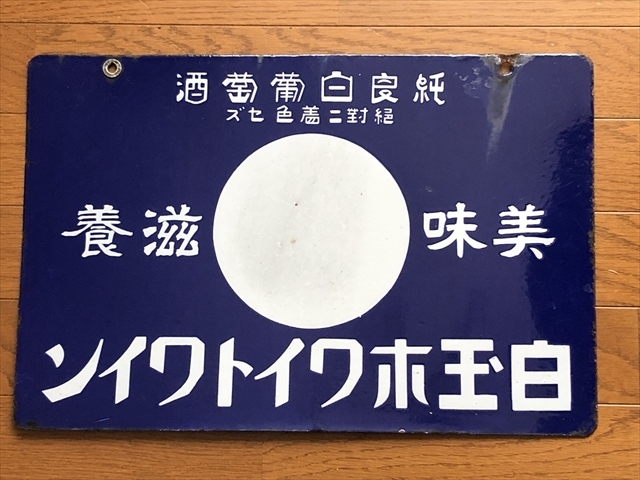 純良白葡萄酒
絕對ニ着色セズ
美味 滋養
白玉ホワイトワイン